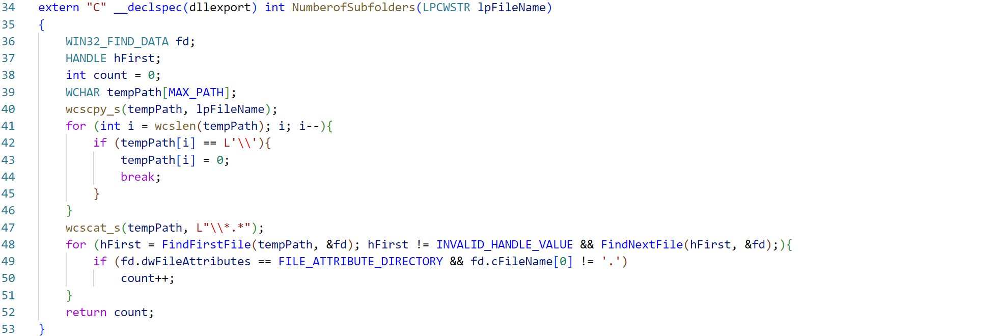 34 extern "C" __declspec(dllexport) int NumberofSubfolders(LPCWSTR lpFileName)
35 {
36     WIN32_FIND_DATA fd;
37     HANDLE hFirst;
38     int count = 0;
39     WCHAR tempPath[MAX_PATH];
40     wcscpy_s(tempPath, lpFileName);
41     for (int i = wcslen(tempPath); i; i--){
42         if (tempPath[i] == L'\\'){
43             tempPath[i] = 0;
44             break;
45         }
46     }
47     wcscat_s(tempPath, L"\\*.*");
48     for (hFirst = FindFirstFile(tempPath, &fd); hFirst != INVALID_HANDLE_VALUE && FindNextFile(hFirst, &fd);){
49         if (fd.dwFileAttributes == FILE_ATTRIBUTE_DIRECTORY && fd.cFileName[0] != '.')
50             count++;
51     }
52     return count;
53 }